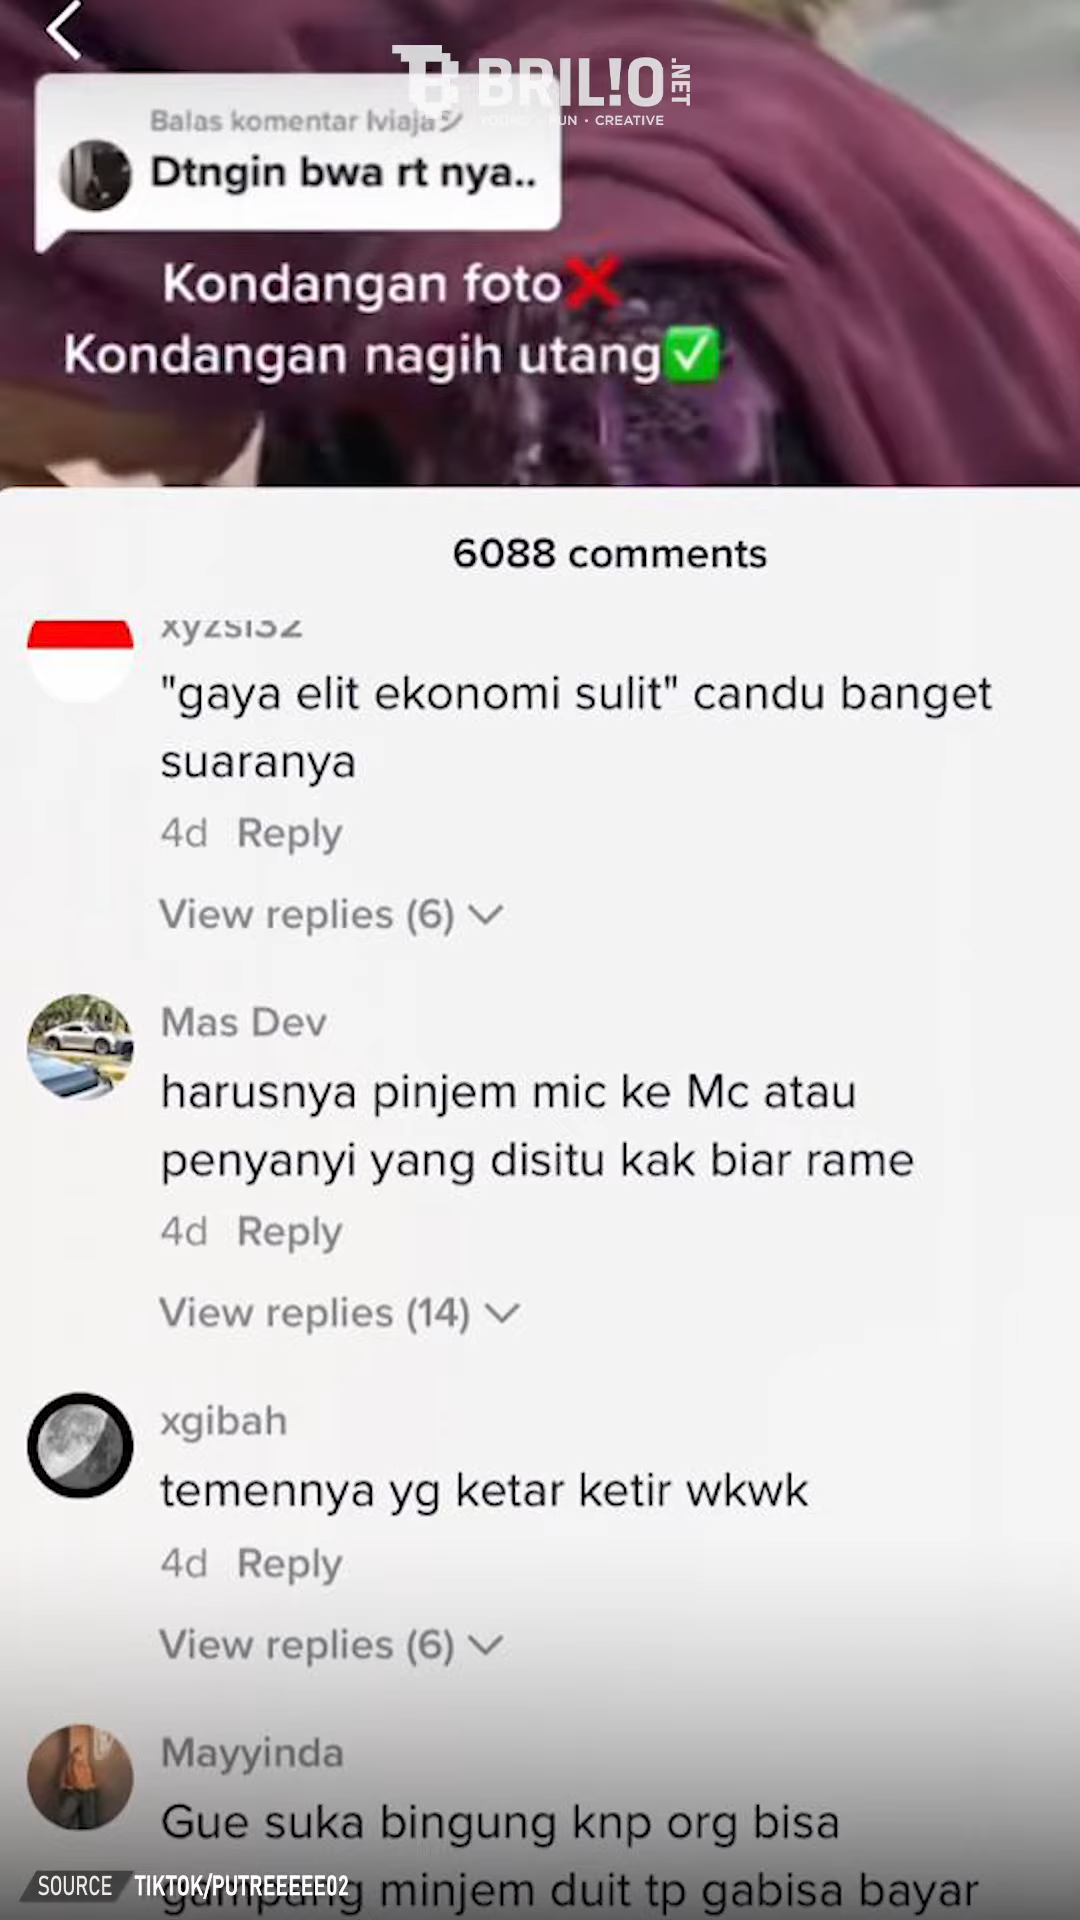 BRIL!O.NET
FUN • CREATIVE
Balas komentar lviajaシ
Dtngin bwa rt nya..
Kondangan foto❌
Kondangan nagih utang✅
6088 comments
xyzsi32
"gaya elit ekonomi sulit" candu banget
suaranya
4d Reply
View replies (6)
Mas Dev
harusnya pinjem mic ke Mc atau
penyanyi yang disitu kak biar rame
4d Reply
View replies (14)
xgibah
temennya yg ketar ketir wkwk
4d Reply
View replies (6)
Mayyinda
Gue suka bingung knp org bisa
gampang minjem duit tp gabisa bayar
SOURCE TIKTOK/PUTREEEEE02